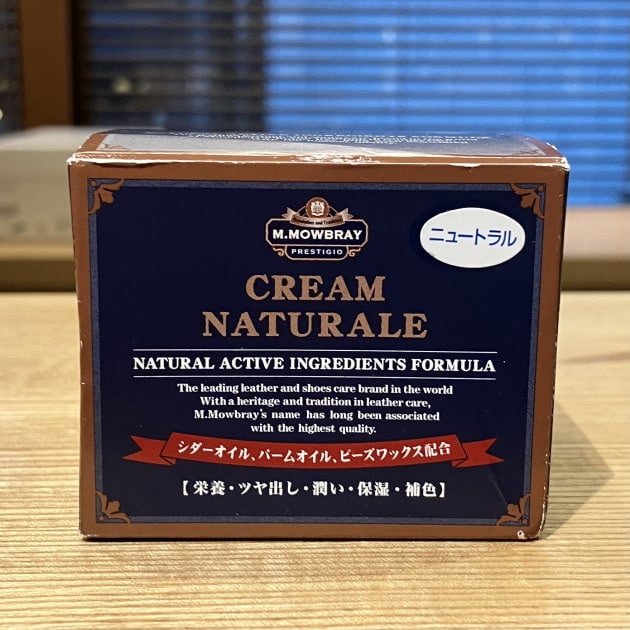 M.MOWBRAY
PRESTIGIO
ニュートラル
CREAM
NATURALE
NATURAL ACTIVE INGREDIENTS FORMULA
The leading leather and shoes care brand in the world
With a heritage and tradition in leather care,
M.Mowbray's name has long been associated
with the highest quality.
シダーオイル、パームオイル、ビーズワックス配合
【栄養・ツヤ出し・潤い・保湿・補色】